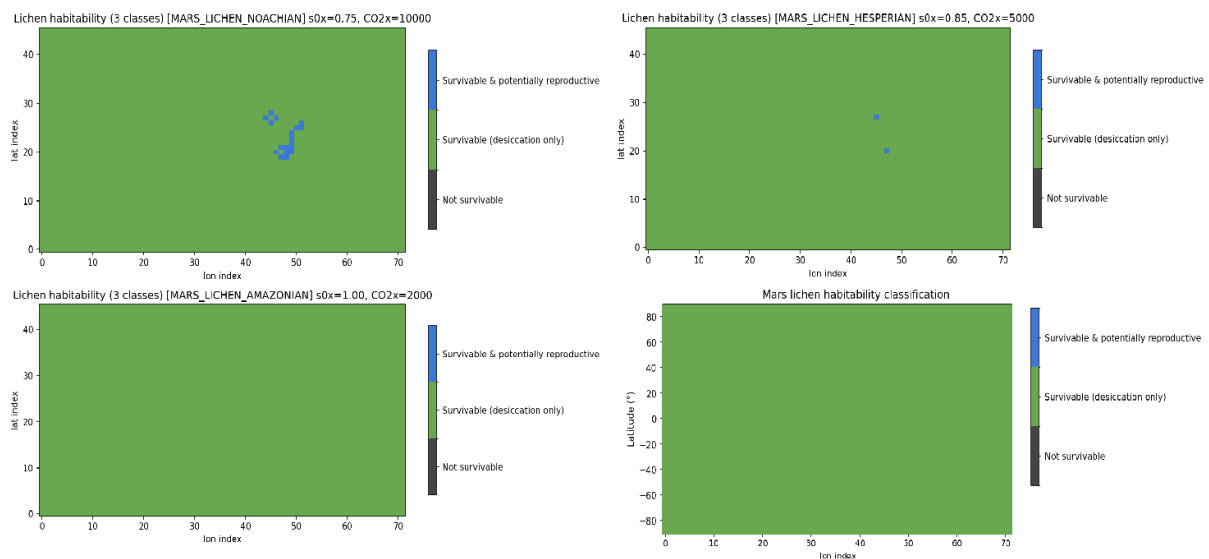 Lichen habitability (3 classes) [MARS_LICHEN_NOACHIAN] s0x=0.75, CO2x=10000
lat index
40
30
20
10
0
0 10 20 30 40 50 60 70
lon index
Survivable & potentially reproductive
Survivable (desiccation only)
Not survivable
Lichen habitability (3 classes) [MARS_LICHEN_HESPERIAN] s0x=0.85, CO2x=5000
lat index
40
30
20
10
0
0 10 20 30 40 50 60 70
lon index
Survivable & potentially reproductive
Survivable (desiccation only)
Not survivable
Lichen habitability (3 classes) [MARS_LICHEN_AMAZONIAN] s0x=1.00, CO2x=2000
lat index
40
30
20
10
0
0 10 20 30 40 50 60 70
lon index
Survivable & potentially reproductive
Survivable (desiccation only)
Not survivable
Mars lichen habitability classification
Latitude (°)
80
60
40
20
0
−20
−40
−60
−80
0 10 20 30 40 50 60 70
lon index
Survivable & potentially reproductive
Survivable (desiccation only)
Not survivable